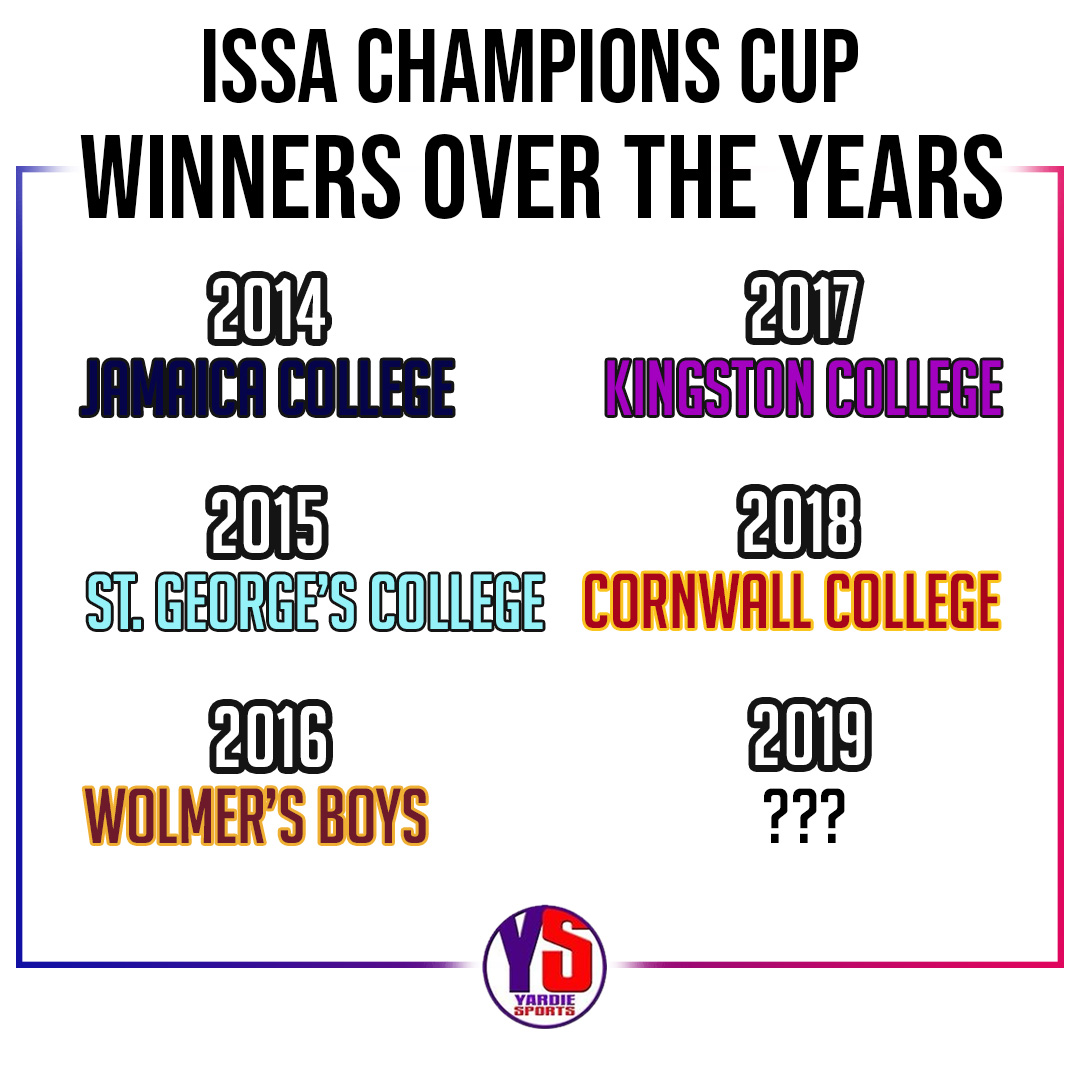 ISSA CHAMPIONS CUP
WINNERS OVER THE YEARS
2014
JAMAICA COLLEGE
2015
ST. GEORGE'S COLLEGE
2016
WOLMER'S BOYS
2017
KINGSTON COLLEGE
2018
CORNWALL COLLEGE
2019
???
YS
YARDIE
SPORTS